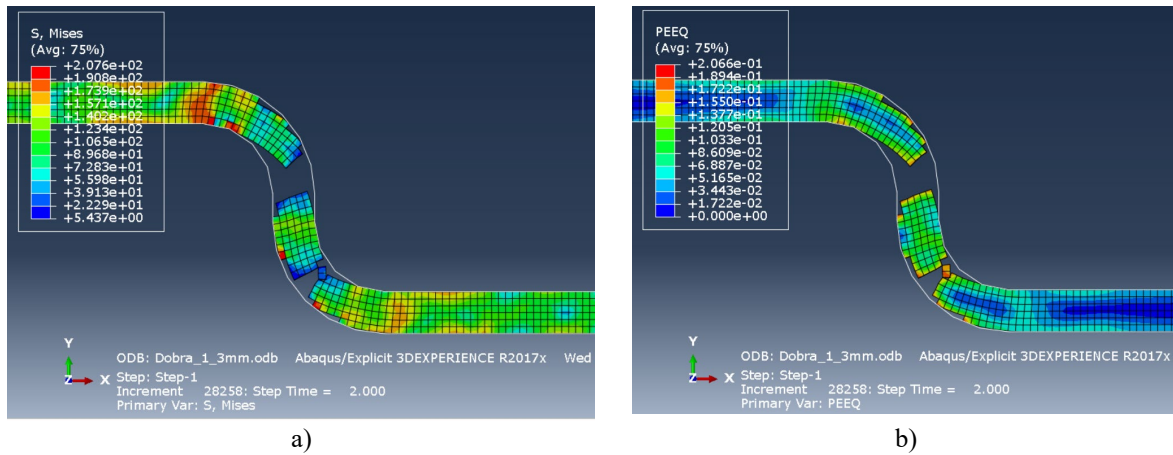 S, Mises
(Avg: 75%)
+2.076e+02
+1.908e+02
+1.739e+02
+1.571e+02
+1.402e+02
+1.234e+02
+1.065e+02
+8.968e+01
+7.283e+01
+5.598e+01
+3.913e+01
+2.229e+01
+5.437e+00
Y
Z X
ODB: Dobra_1_3mm.odb Abaqus/Explicit 3DEXPERIENCE R2017x Wed
Step: Step-1
Increment 28258: Step Time = 2.000
Primary Var: S, Mises
a)
PEEQ
(Avg: 75%)
+2.066e-01
+1.894e-01
+1.722e-01
+1.550e-01
+1.377e-01
+1.205e-01
+1.033e-01
+8.609e-02
+6.887e-02
+5.165e-02
+3.443e-02
+1.722e-02
+0.000e+00
Y
Z X
ODB: Dobra_1_3mm.odb Abaqus/Explicit 3DEXPERIENCE R2017x
Step: Step-1
Increment 28258: Step Time = 2.000
Primary Var: PEEQ
b)